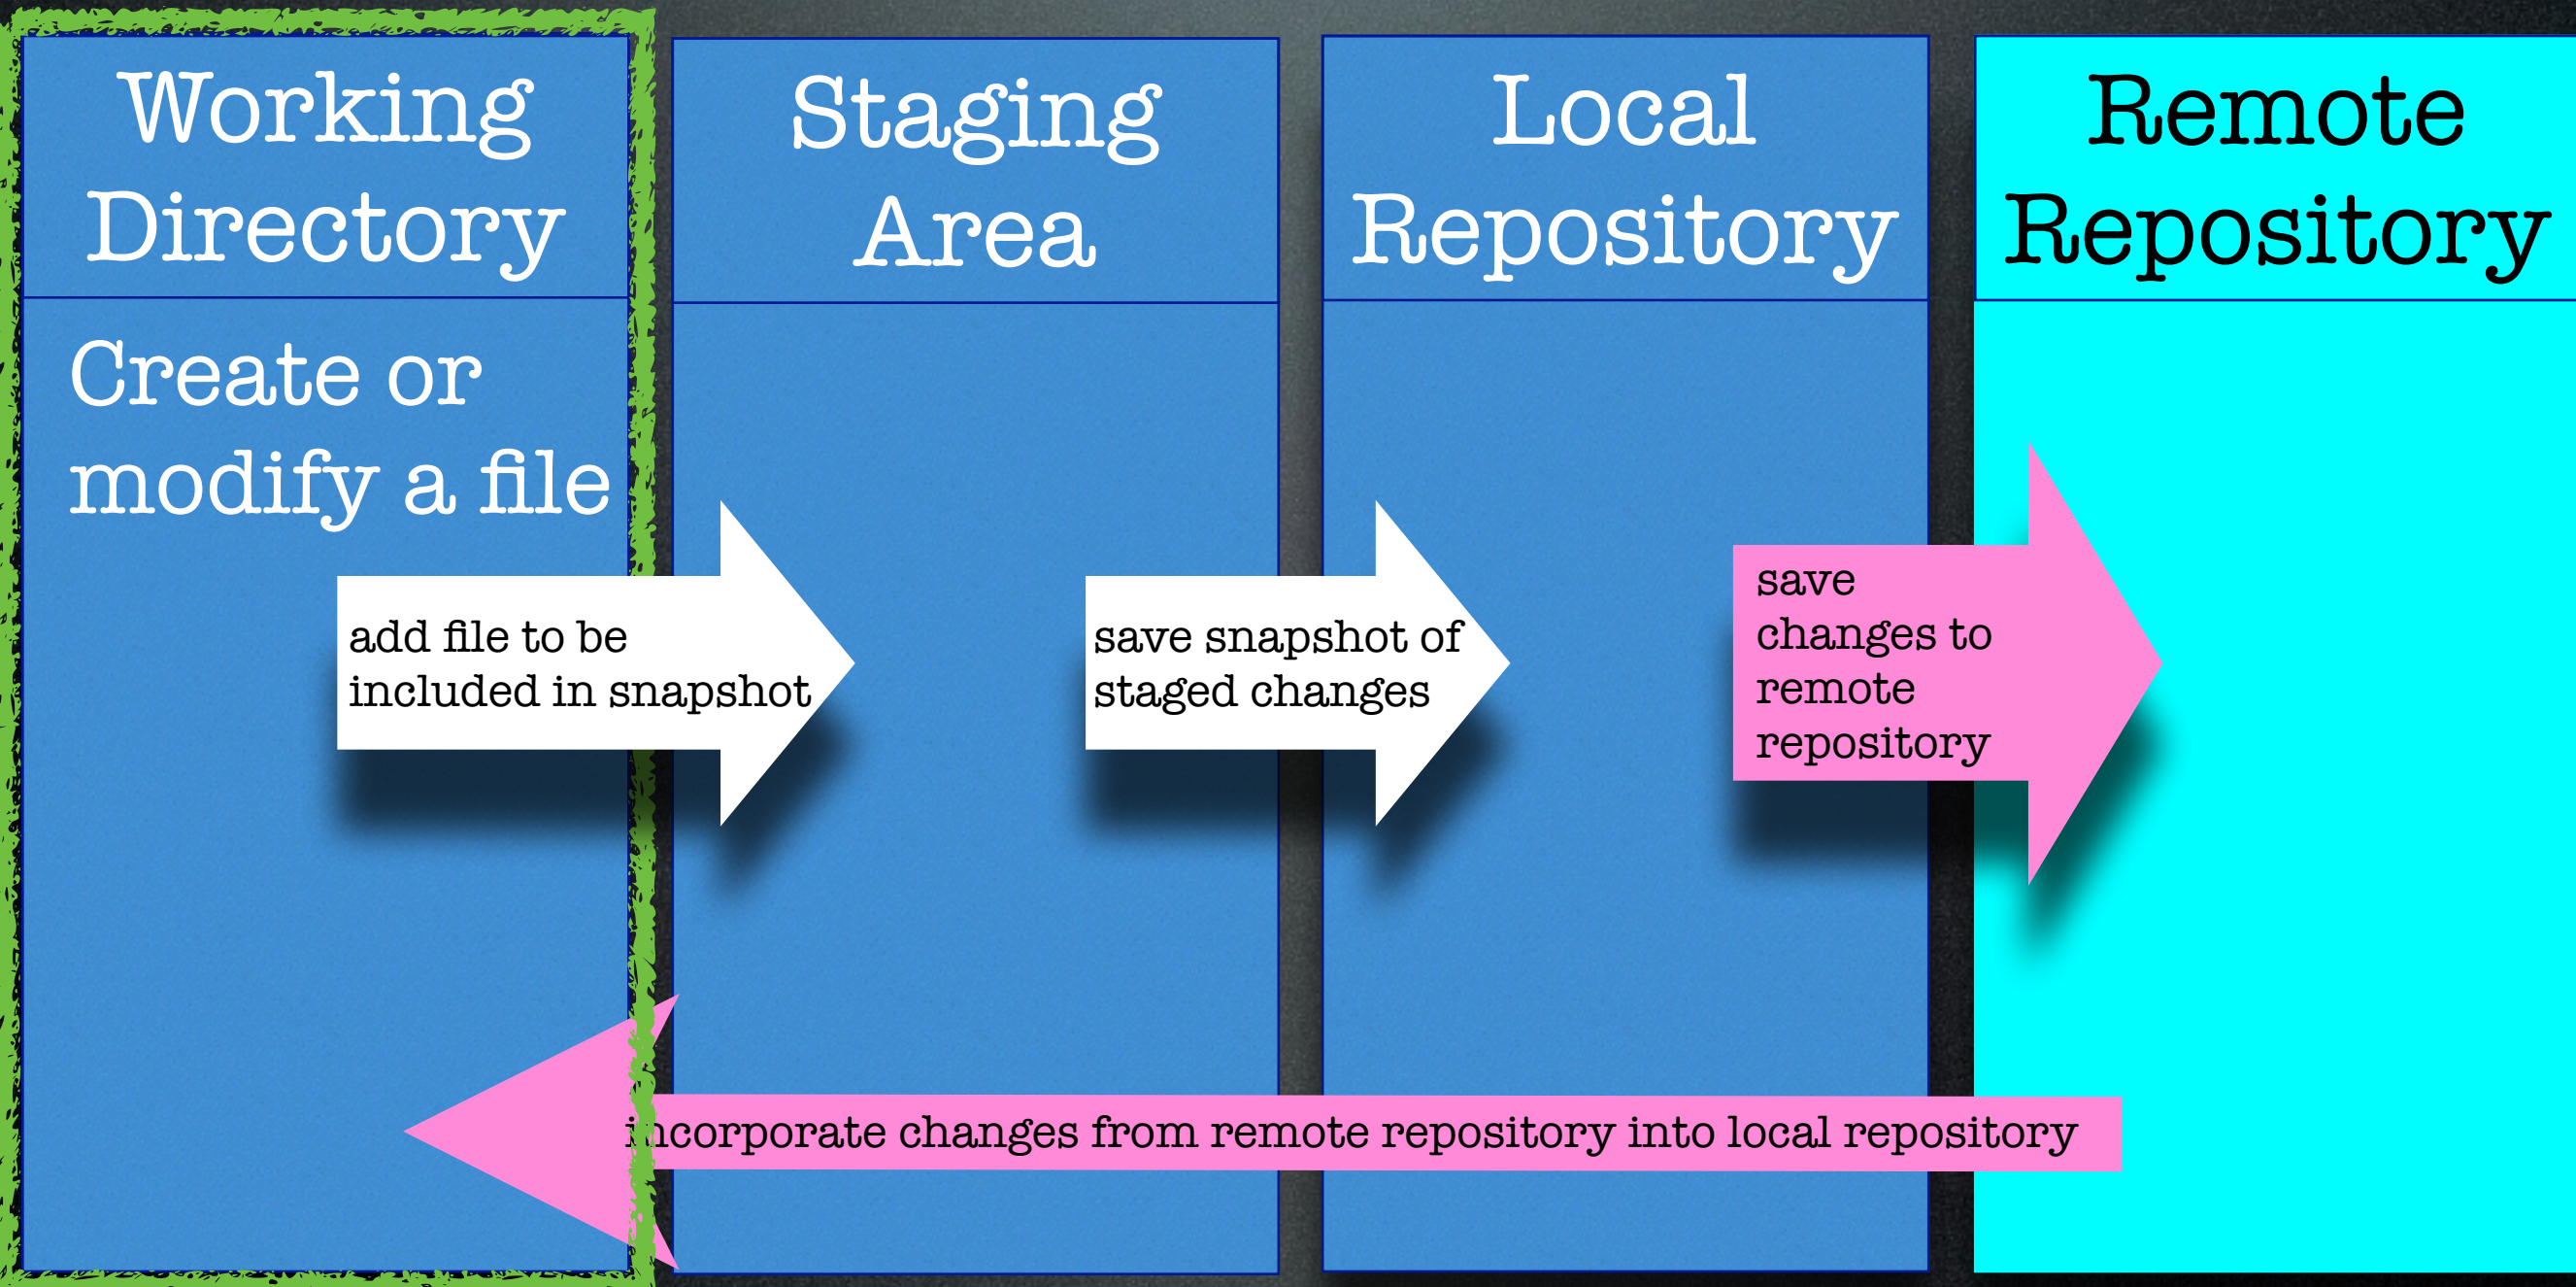 Working
Directory
Staging
Area
Local
Repository
Remote
Repository
Create or
modify a file
add file to be
included in snapshot
save snapshot of
staged changes
save
changes to
remote
repository
incorporate changes from remote repository into local repository